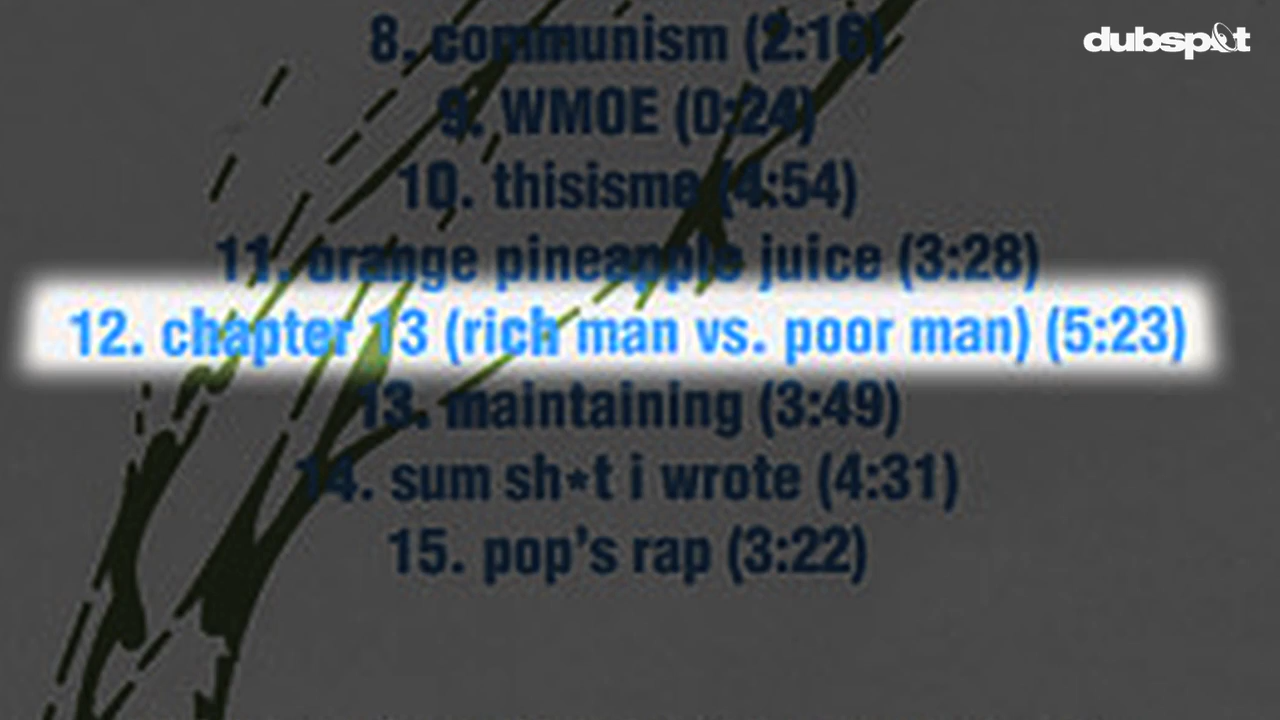 dubspot
8. communism (2:16)
9. WMOE (0:24)
10. thisisme (4:54)
11. orange pineapple juice (3:28)
12. chapter 13 (rich man vs. poor man) (5:23)
13. maintaining (3:49)
14. sum sh*t i wrote (4:31)
15. pop's rap (3:22)